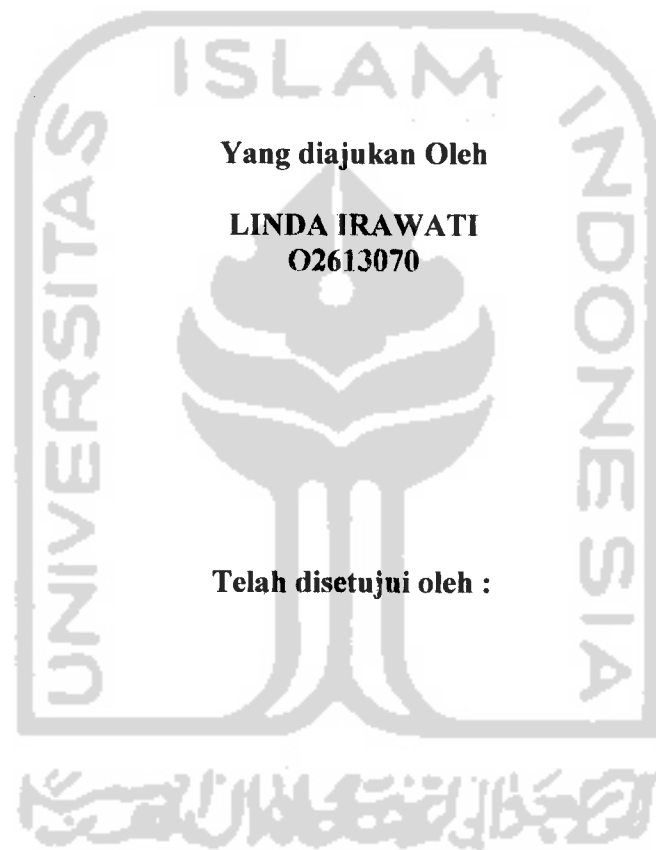 ISLAM
UNIVERSITAS
INDONESIA
Yang diajukan Oleh
LINDA IRAWATI
O2613070
Telah disetujui oleh :